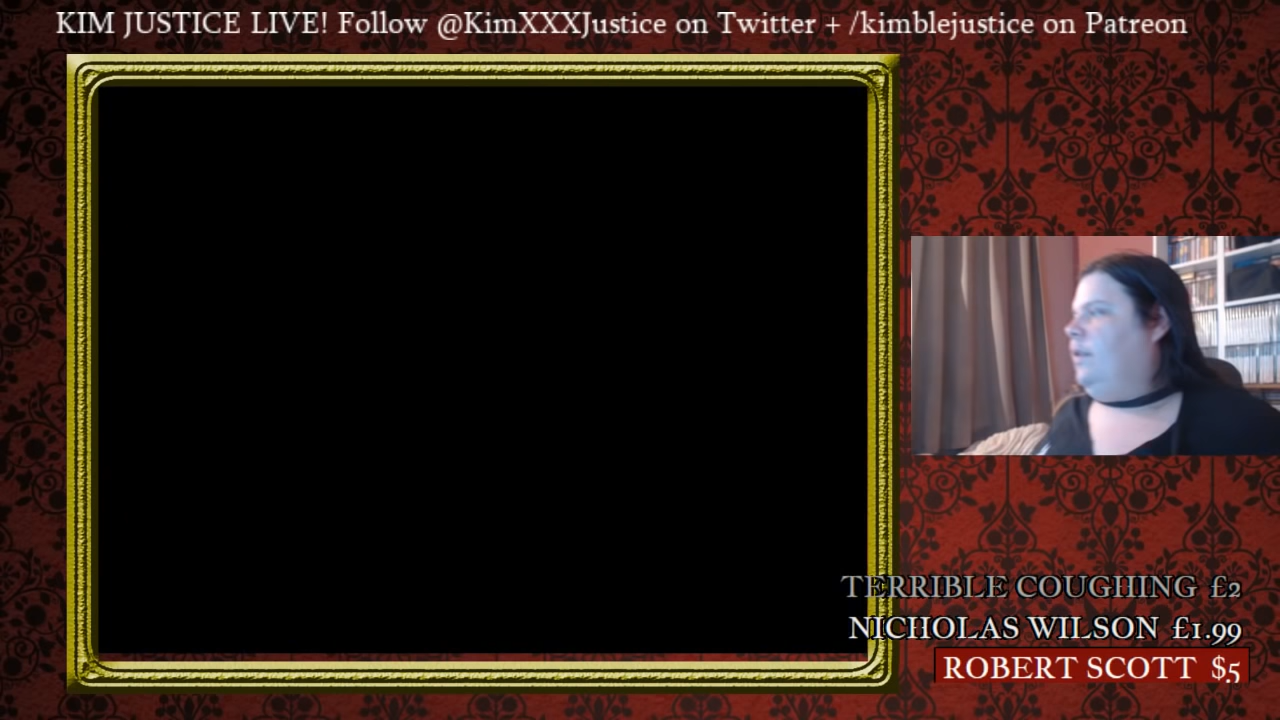 KIM JUSTICE LIVE! Follow @KimXXXJustice on Twitter + /kimblejustice on Patreon
TERRIBLE COUGHING £2
NICHOLAS WILSON £1.99
ROBERT SCOTT $5